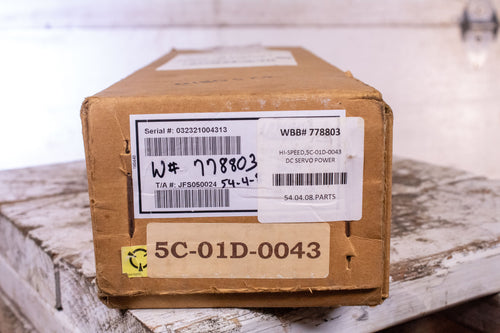 Serial #: 032321004313
W# 778803
T/A #: JFS050024 54-4-
WBB# 778803
HI-SPEED,5C-01D-0043
DC SERVO POWER
54.04.08.PARTS
5C-01D-0043